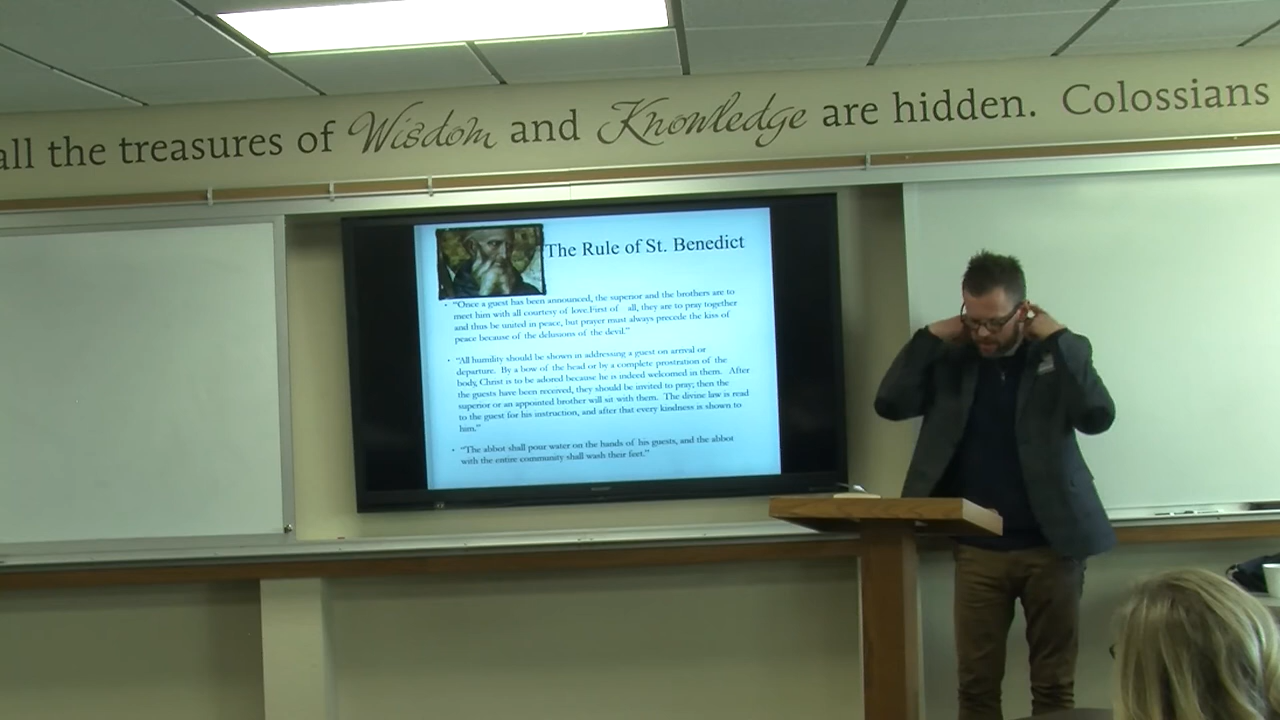 all the treasures of Wisdom and Knowledge are hidden. Colossians
The Rule of St. Benedict
• "Once a guest has been announced, the superior and the brothers are to
meet him with all courtesy of love.First of all, they are to pray together
and thus be united in peace, but prayer must always precede the kiss of
peace because of the delusions of the devil."
• "All humility should be shown in addressing a guest on arrival or
departure. By a bow of the head or by a complete prostration of the
body, Christ is to be adored because he is indeed welcomed in them. After
the guests have been received, they should be invited to pray; then the
superior or an appointed brother will sit with them. The divine law is read
to the guest for his instruction, and after that every kindness is shown to
him."
• "The abbot shall pour water on the hands of his guests, and the abbot
with the entire community shall wash their feet."